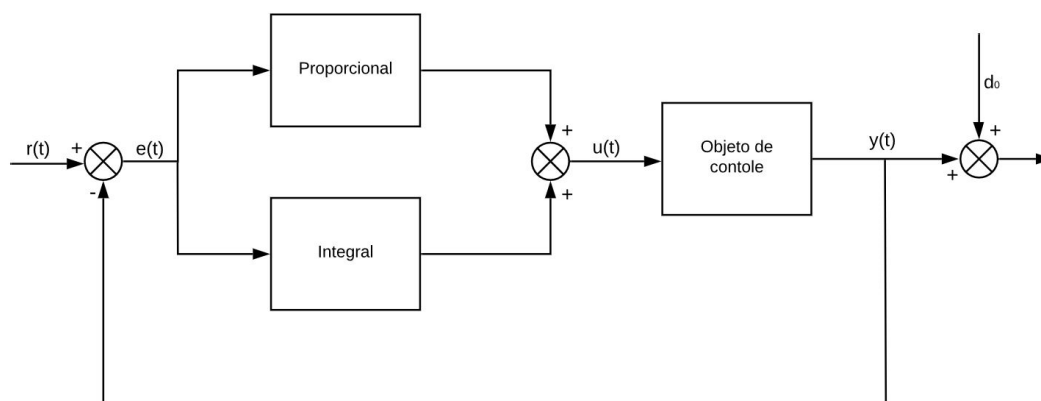 Proporcional
d₀
r(t)
+
e(t)
-
+
+
u(t)
Objeto de
contole
y(t)
+
+
Integral